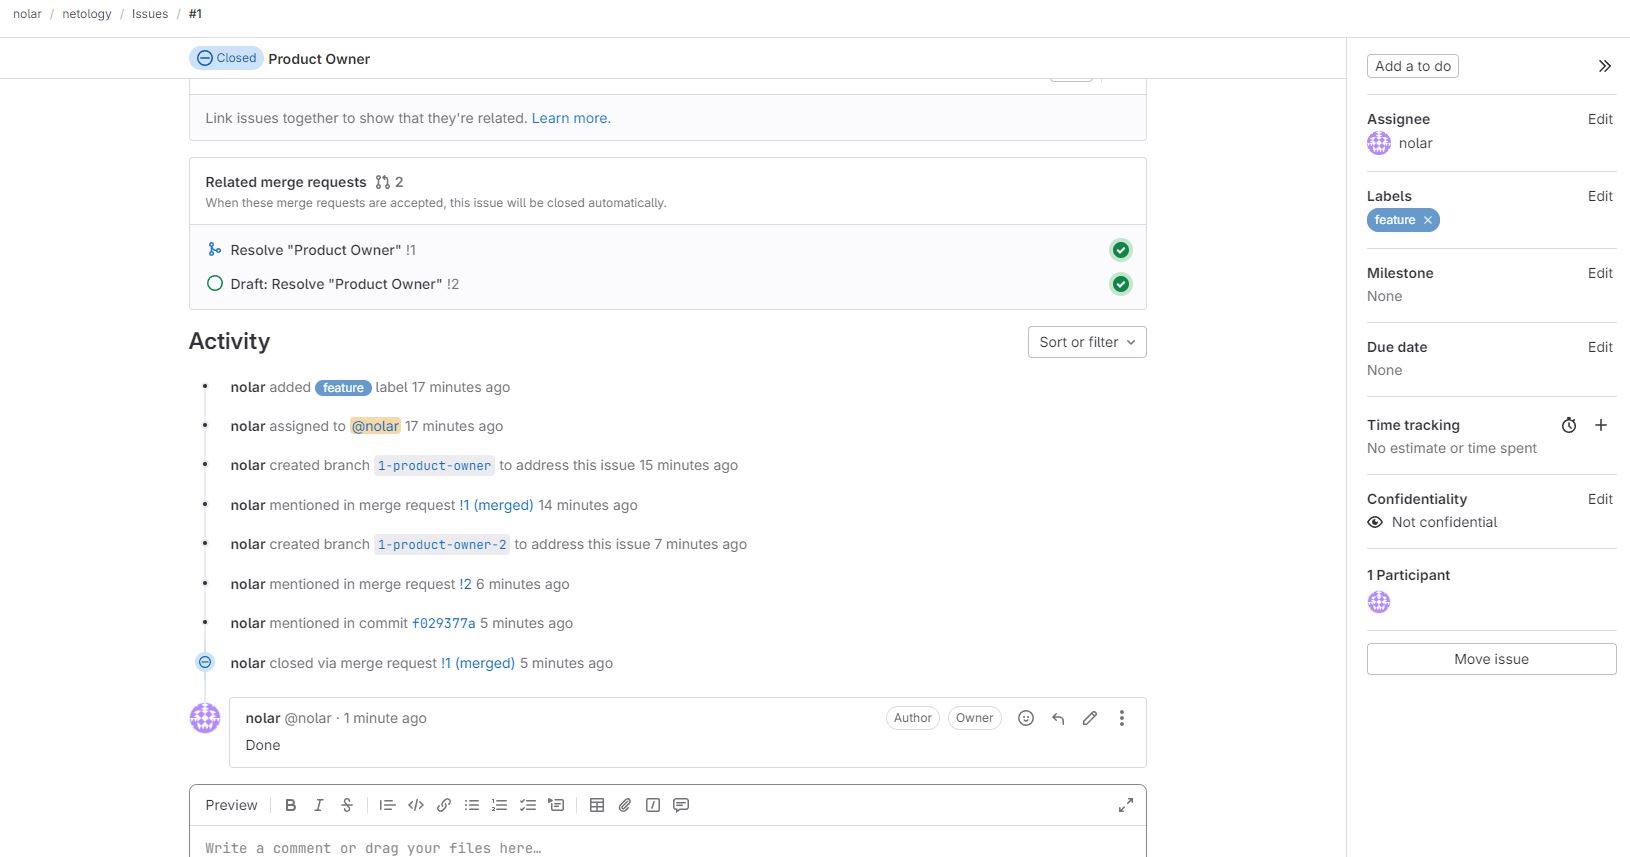 nolar / netology / Issues / #1
Closed Product Owner
Link issues together to show that they're related. Learn more.
Related merge requests 2
When these merge requests are accepted, this issue will be closed automatically.
Resolve "Product Owner" !1
Draft: Resolve "Product Owner" !2
Activity
Sort or filter
nolar added feature label 17 minutes ago
nolar assigned to @nolar 17 minutes ago
nolar created branch 1-product-owner to address this issue 15 minutes ago
nolar mentioned in merge request !1 (merged) 14 minutes ago
nolar created branch 1-product-owner-2 to address this issue 7 minutes ago
nolar mentioned in merge request !2 6 minutes ago
nolar mentioned in commit f029377a 5 minutes ago
nolar closed via merge request !1 (merged) 5 minutes ago
nolar @nolar · 1 minute ago Author Owner
Done
Preview
Write a comment or drag your files here…
Add a to do
Assignee Edit
nolar
Labels Edit
feature
Milestone Edit
None
Due date Edit
None
Time tracking
No estimate or time spent
Confidentiality Edit
Not confidential
1 Participant
Move issue